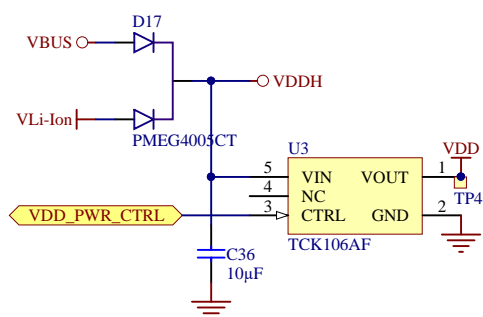 D17
VBUS
VDDH
VLi-Ion
PMEG4005CT
U3
VDD
5 VIN VOUT 1
4 NC
TP4
VDD_PWR_CTRL 3 CTRL GND 2
TCK106AF
C36
10µF